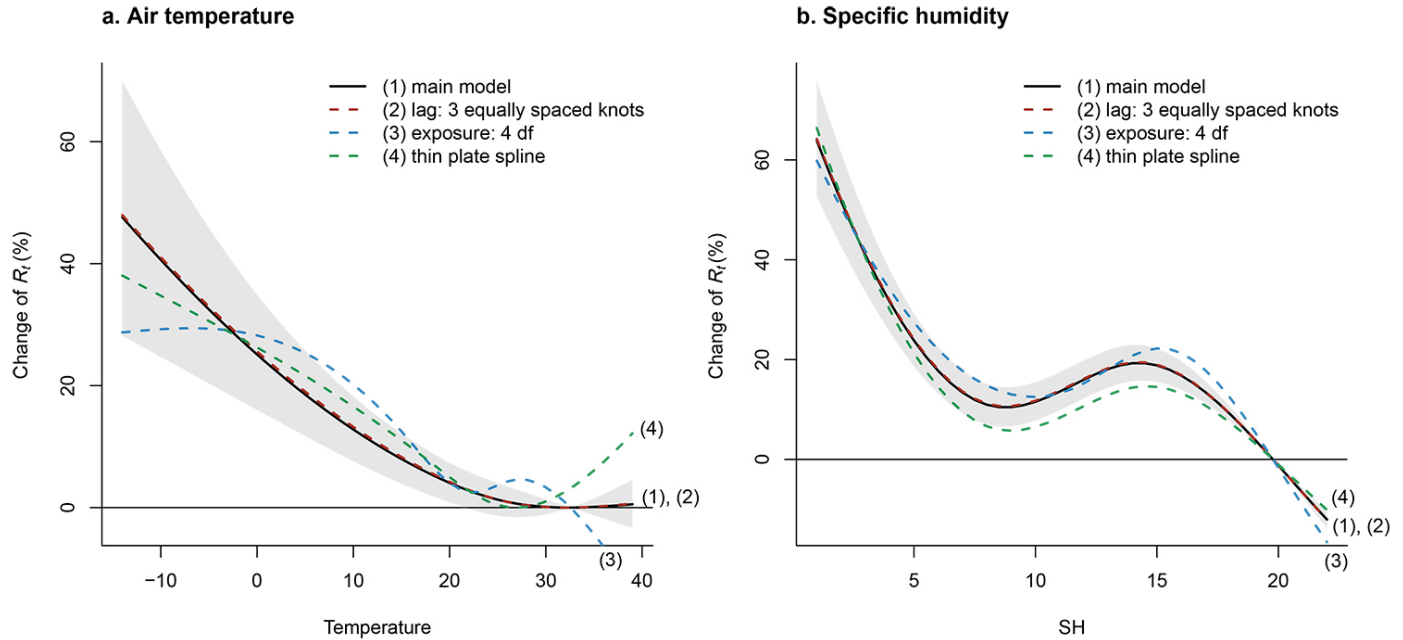 a. Air temperature
(1) main model
(2) lag: 3 equally spaced knots
(3) exposure: 4 df
(4) thin plate spline
Change of Rt (%)
60
40
20
0
(4)
(1), (2)
(3)
−10 0 10 20 30 40
Temperature
b. Specific humidity
(1) main model
(2) lag: 3 equally spaced knots
(3) exposure: 4 df
(4) thin plate spline
Change of Rt (%)
60
40
20
0
(4)
(1), (2)
(3)
5 10 15 20
SH